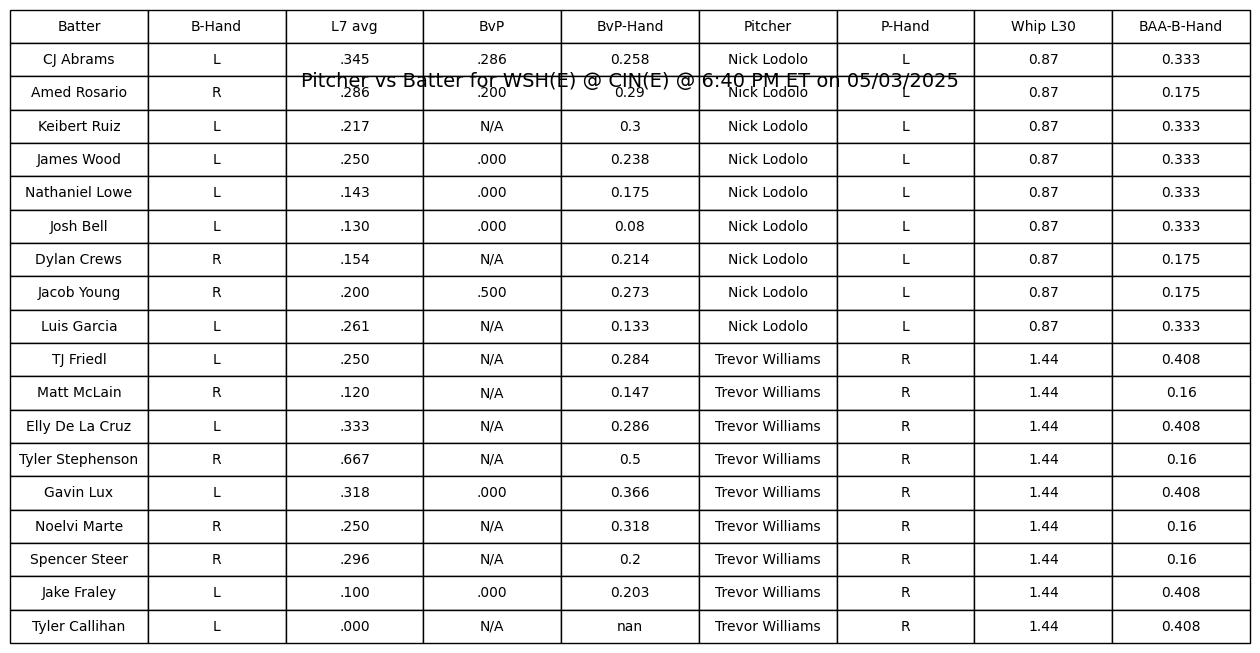 Batter B-Hand L7 avg BvP BvP-Hand Pitcher P-Hand Whip L30 BAA-B-Hand
CJ Abrams L .345 .286 0.258 Nick Lodolo L 0.87 0.333
Pitcher vs Batter for WSH(E) @ CIN(E) @ 6:40 PM ET on 05/03/2025
Amed Rosario R .286 .200 0.29 Nick Lodolo L 0.87 0.175
Keibert Ruiz L .217 N/A 0.3 Nick Lodolo L 0.87 0.333
James Wood L .250 .000 0.238 Nick Lodolo L 0.87 0.333
Nathaniel Lowe L .143 .000 0.175 Nick Lodolo L 0.87 0.333
Josh Bell L .130 .000 0.08 Nick Lodolo L 0.87 0.333
Dylan Crews R .154 N/A 0.214 Nick Lodolo L 0.87 0.175
Jacob Young R .200 .500 0.273 Nick Lodolo L 0.87 0.175
Luis Garcia L .261 N/A 0.133 Nick Lodolo L 0.87 0.333
TJ Friedl L .250 N/A 0.284 Trevor Williams R 1.44 0.408
Matt McLain R .120 N/A 0.147 Trevor Williams R 1.44 0.16
Elly De La Cruz L .333 N/A 0.286 Trevor Williams R 1.44 0.408
Tyler Stephenson R .667 N/A 0.5 Trevor Williams R 1.44 0.16
Gavin Lux L .318 .000 0.366 Trevor Williams R 1.44 0.408
Noelvi Marte R .250 N/A 0.318 Trevor Williams R 1.44 0.16
Spencer Steer R .296 N/A 0.2 Trevor Williams R 1.44 0.16
Jake Fraley L .100 .000 0.203 Trevor Williams R 1.44 0.408
Tyler Callihan L .000 N/A nan Trevor Williams R 1.44 0.408